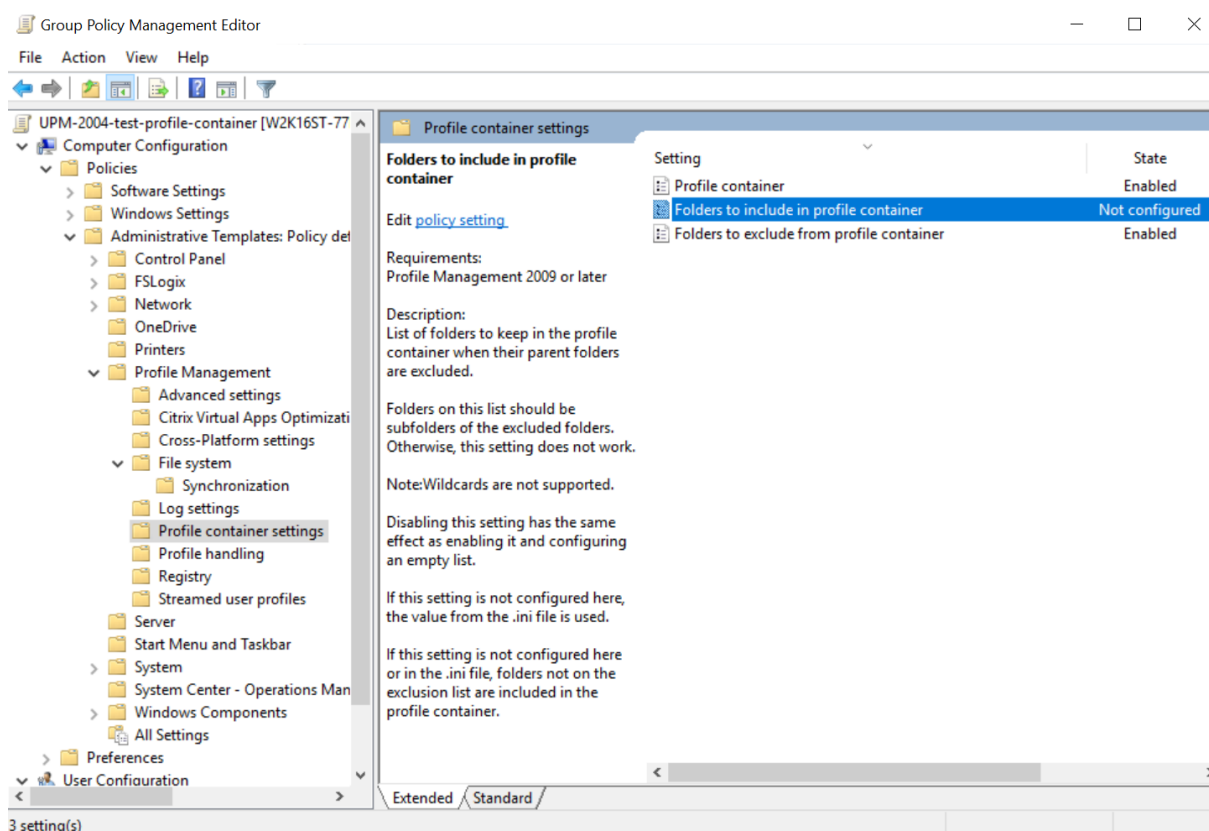 Group Policy Management Editor
File Action View Help
UPM-2004-test-profile-container [W2K16ST-77
Computer Configuration
Policies
Software Settings
Windows Settings
Administrative Templates: Policy def
Control Panel
FSLogix
Network
OneDrive
Printers
Profile Management
Advanced settings
Citrix Virtual Apps Optimizati
Cross-Platform settings
File system
Synchronization
Log settings
Profile container settings
Profile handling
Registry
Streamed user profiles
Server
Start Menu and Taskbar
System
System Center - Operations Man
Windows Components
All Settings
Preferences
User Configuration
Profile container settings
Folders to include in profile
container
Edit policy setting
Requirements:
Profile Management 2009 or later
Description:
List of folders to keep in the profile
container when their parent folders
are excluded.
Folders on this list should be
subfolders of the excluded folders.
Otherwise, this setting does not work.
Note:Wildcards are not supported.
Disabling this setting has the same
effect as enabling it and configuring
an empty list.
If this setting is not configured here,
the value from the .ini file is used.
If this setting is not configured here
or in the .ini file, folders not on the
exclusion list are included in the
profile container.
Setting State
Profile container Enabled
Folders to include in profile container Not configured
Folders to exclude from profile container Enabled
Extended Standard
3 setting(s)